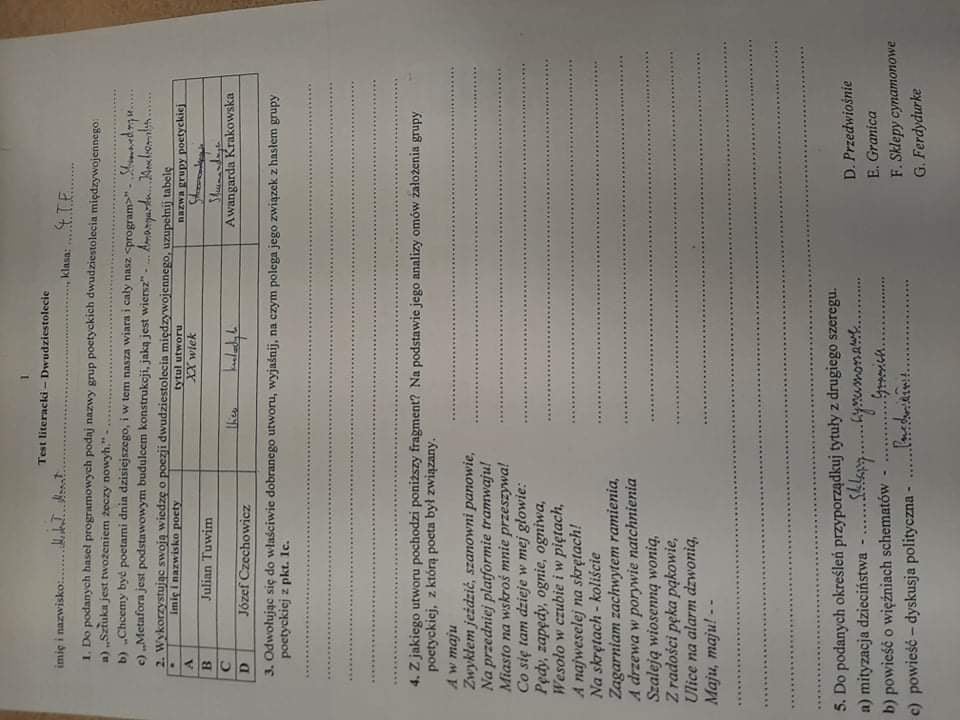 1
Test literacki – Dwudziestolecie
imię i nazwisko:, klasa: 4 T F
1. Do podanych haseł programowych podaj nazwy grup poetyckich dwudziestolecia międzywojennego:
a) „Sztuka jest twożeniem żeczy nowyh." -
b) „Chcemy być poetami dnia dzisiejszego, i w tem nasza wiara i cały nasz <program>" -
c) „Metafora jest podstawowym budulcem konstrukcji, jaką jest wiersz" - Awangarda Krakowska
2. Wykorzystując swoją wiedzę o poezji dwudziestolecia międzywojennego, uzupełnij tabelę
* imię i nazwisko poety tytuł utworu nazwa grupy poetyckiej
A XX wiek
B Julian Tuwim Skamandryci
C Awangarda Krakowska
D Józef Czechowicz
3. Odwołując się do właściwie dobranego utworu, wyjaśnij, na czym polega jego związek z hasłem grupy
poetyckiej z pkt. 1c.
4. Z jakiego utworu pochodzi poniższy fragment? Na podstawie jego analizy omów założenia grupy
poetyckiej, z którą poeta był związany.
A w maju
Zwykłem jeździć, szanowni panowie,
Na przedniej platformie tramwaju!
Miasto na wskroś mnie przeszywa!
Co się tam dzieje w mej głowie:
Pędy, zapędy, ognie, ogniwa,
Wesoło w czubie i w piętach,
A najweselej na skrętach!
Na skrętach - koliście
Zagarniam zachwytem ramienia,
A drzewa w porywie natchnienia
Szaleją wiosenną wonią,
Z radości pęka pąkowie,
Ulice na alarm dzwonią,
Maju, maju! - -
5. Do podanych określeń przyporządkuj tytuły z drugiego szeregu.
a) mityzacja dzieciństwa - Sklepy cynamonowe
b) powieść o więźniach schematów - Granica
c) powieść – dyskusja polityczna - Przedwiośnie
D. Przedwiośnie
E. Granica
F. Sklepy cynamonowe
G. Ferdydurke